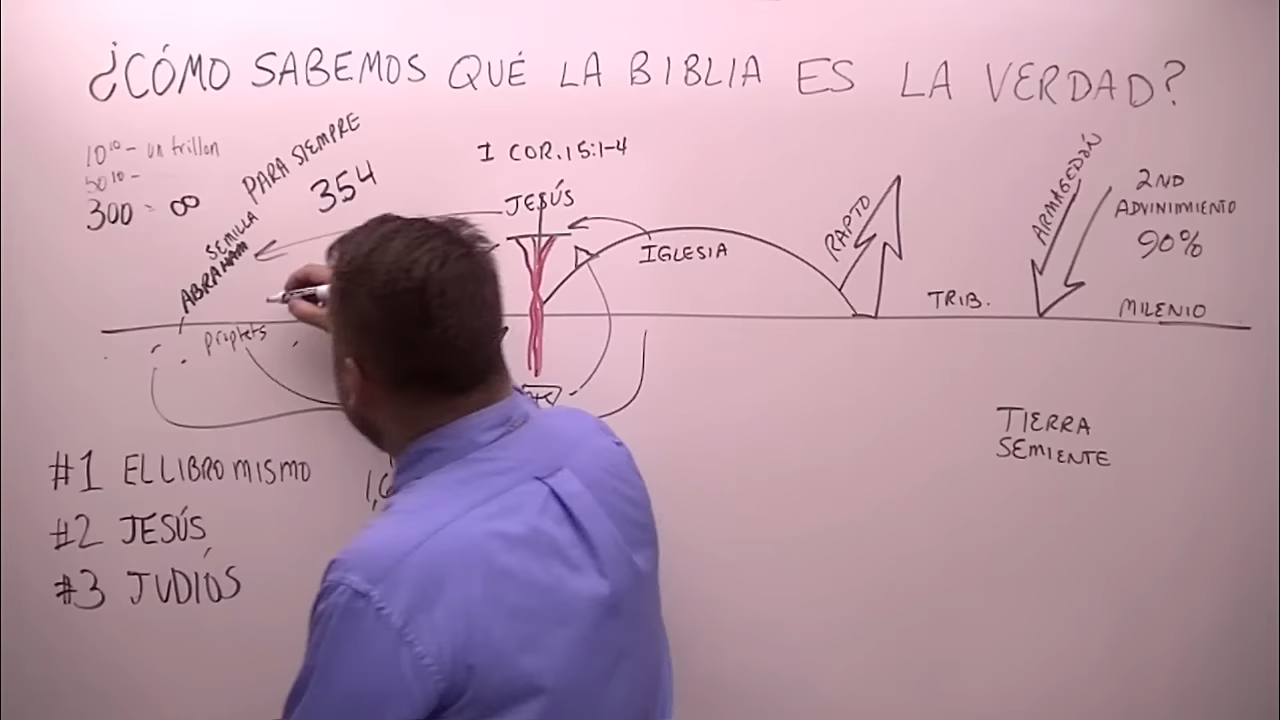 ¿CÓMO SABEMOS QUÉ LA BIBLIA ES LA VERDAD?
10¹⁰ - un trillon
50¹⁰ -
300 = ∞
PARA SIEMPRE
354
SEMILLA
ABRAHAM
prophets
I COR. 15:1-4
JESÚS
IGLESIA
RAPTO
TRIB.
ARMAGEDÓN
2ND
ADVINIMIENTO
90%
MILENIO
TIERRA
SEMIENTE
#1 EL LIBRO MISMO
#2 JESÚS
#3 JUDÍOS